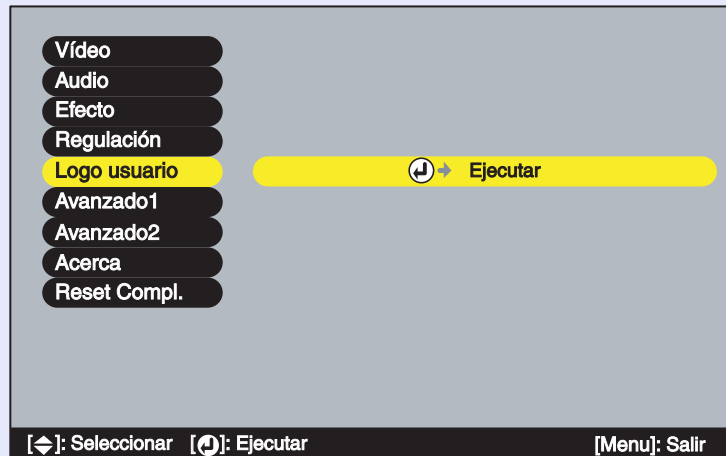 Vídeo
Audio
Efecto
Regulación
Logo usuario
Ejecutar
Avanzado1
Avanzado2
Acerca
Reset Compl.
[]: Seleccionar []: Ejecutar [Menu]: Salir